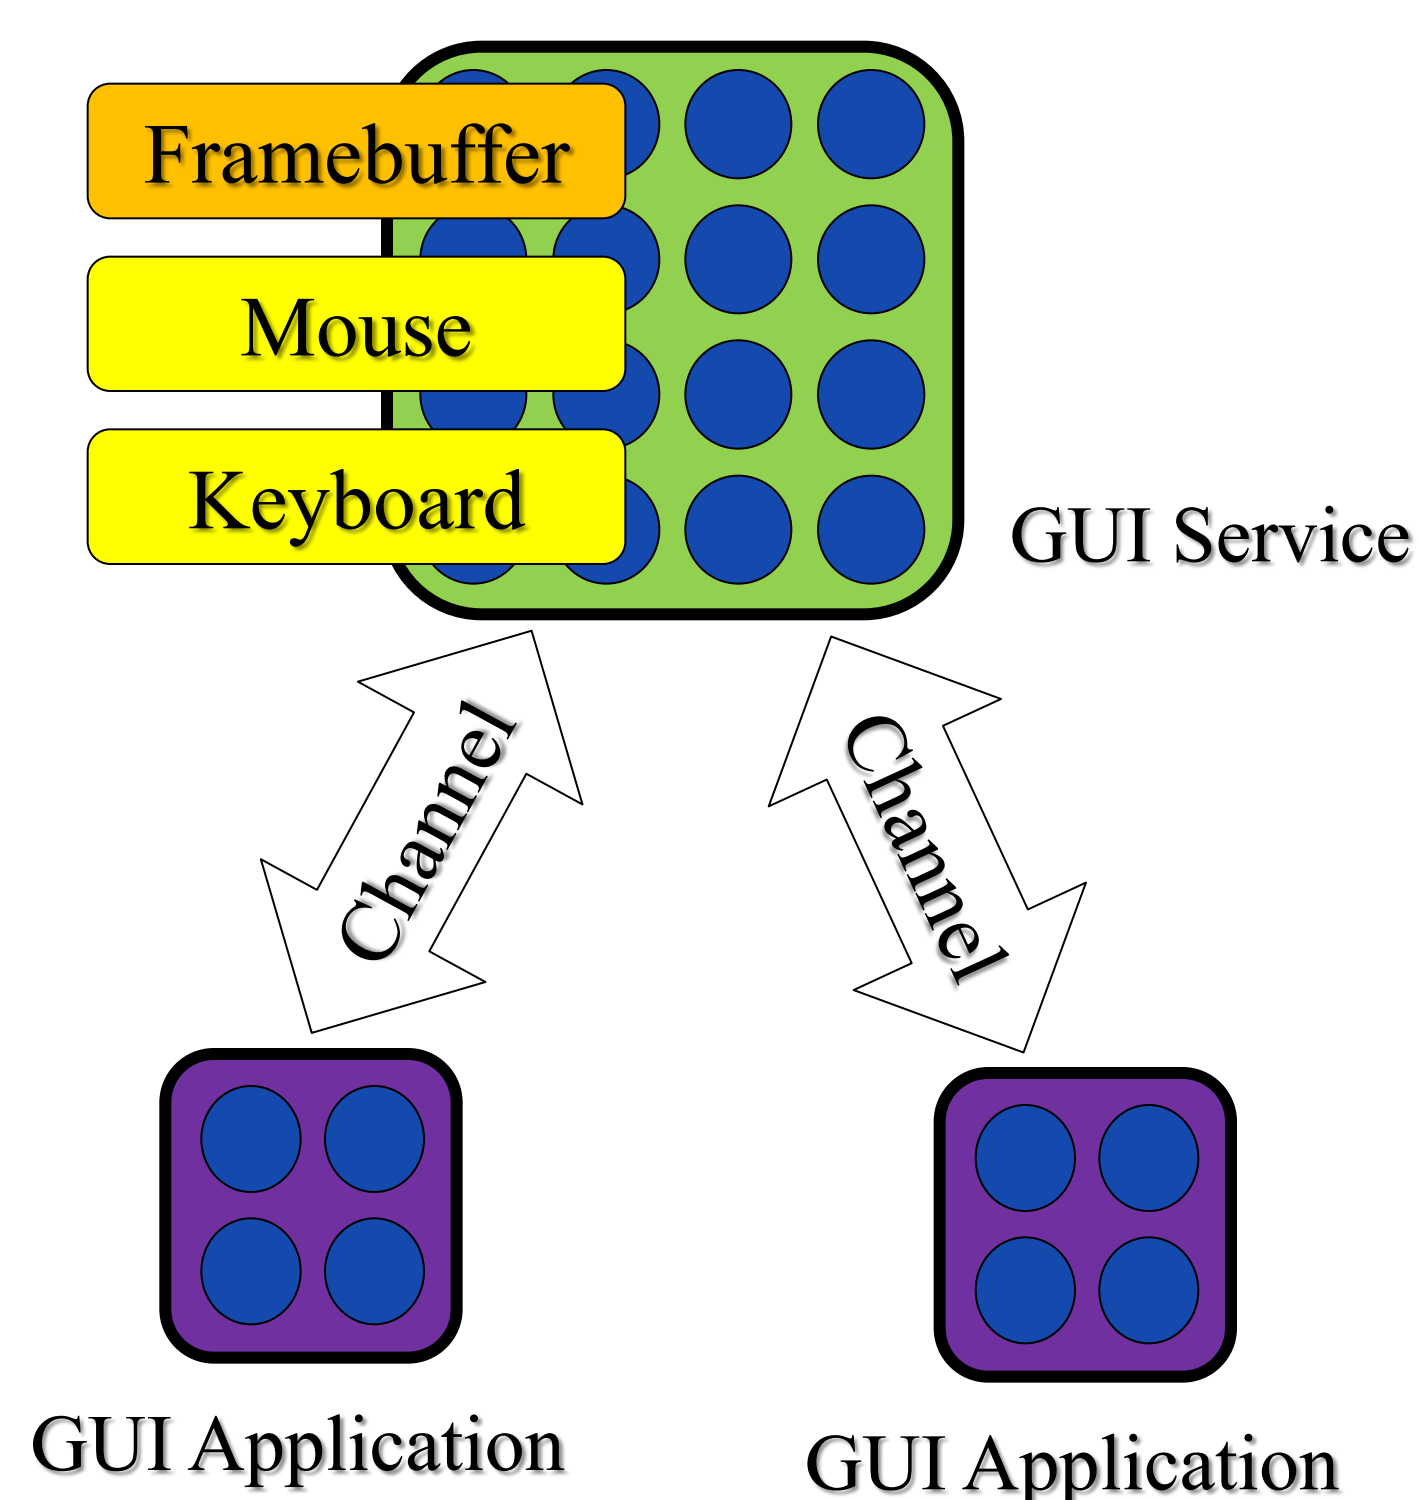 Framebuffer
Mouse
Keyboard
GUI Service
Channel
Channel
GUI Application
GUI Application